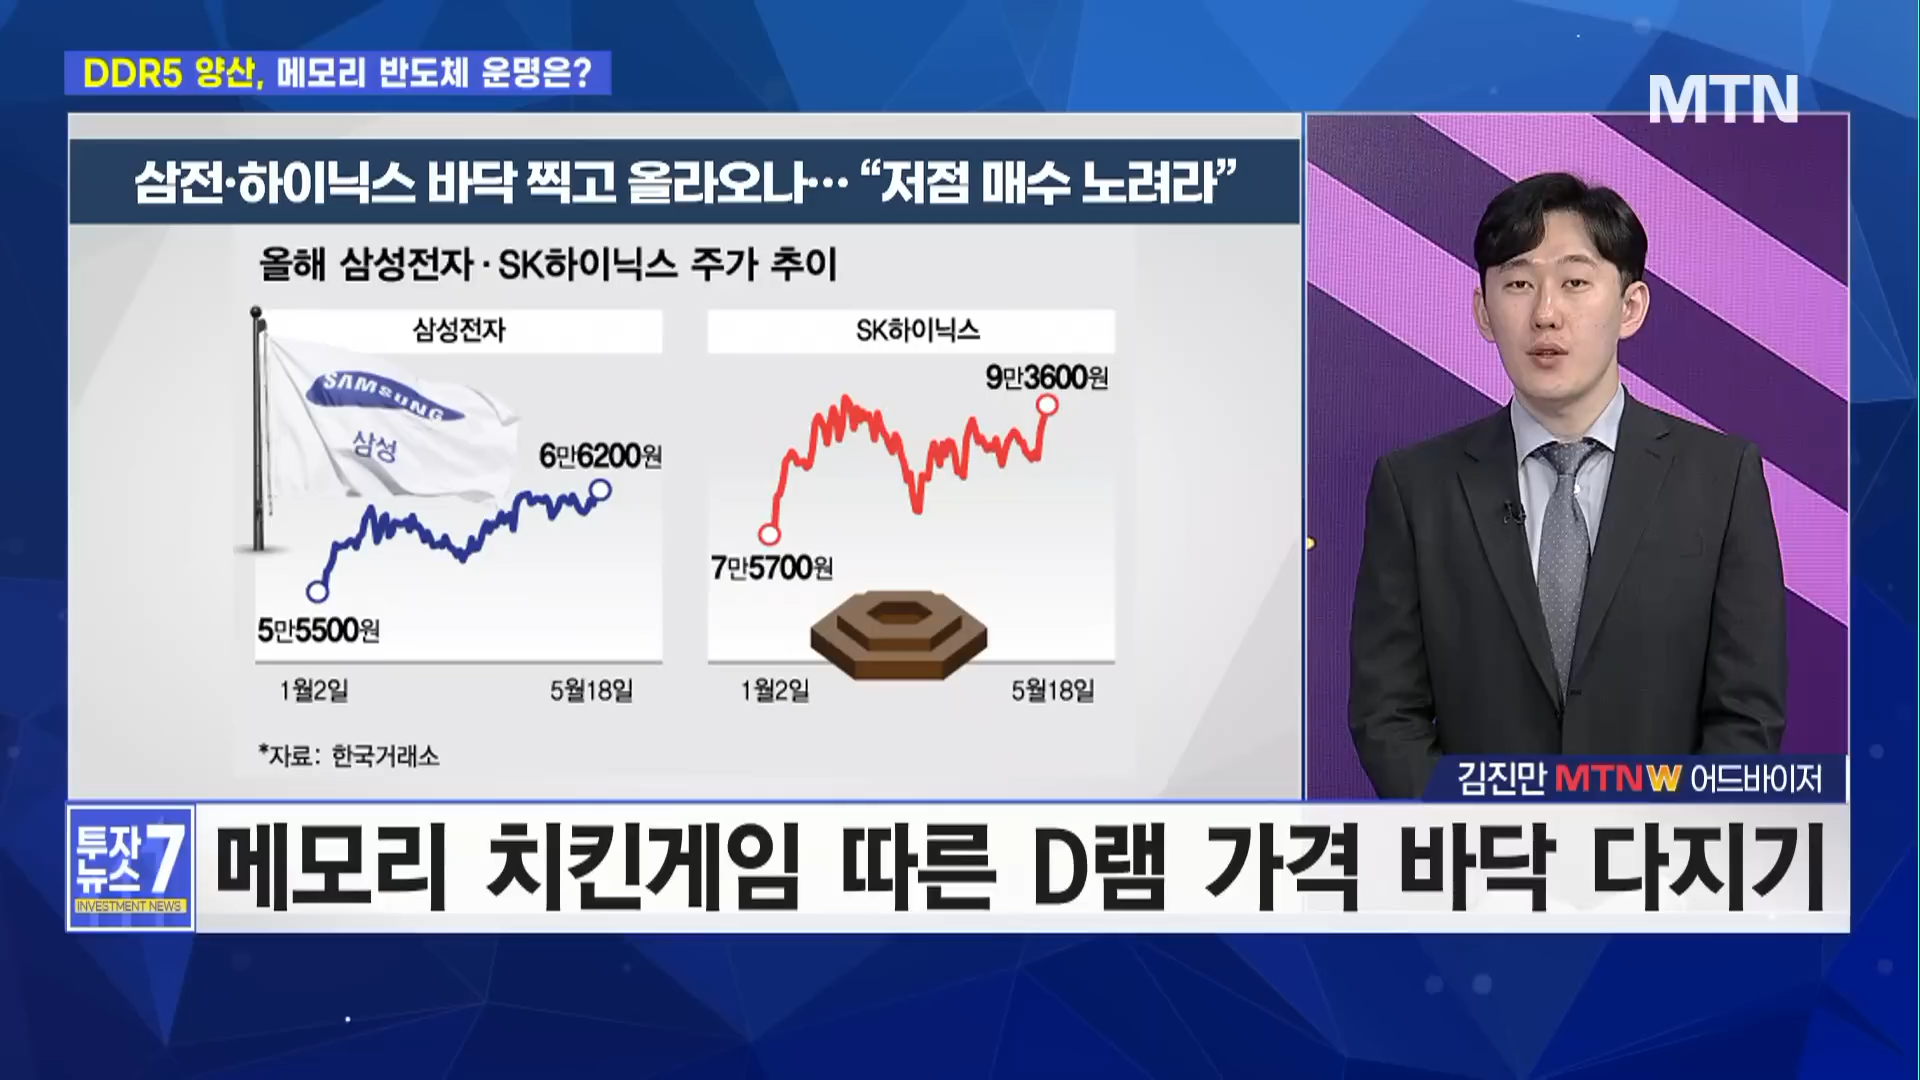 DDR5 양산, 메모리 반도체 운명은?
MTN
삼전·하이닉스 바닥 찍고 올라오나… “저점 매수 노려라”
올해 삼성전자·SK하이닉스 주가 추이
삼성전자
SK하이닉스
SAMSUNG
삼성
6만6200원
5만5500원
9만3600원
7만5700원
1월2일
5월18일
1월2일
5월18일
*자료: 한국거래소
김진만 MTNW 어드바이저
투자
뉴스7
INVESTMENT NEWS
메모리 치킨게임 따른 D램 가격 바닥 다지기